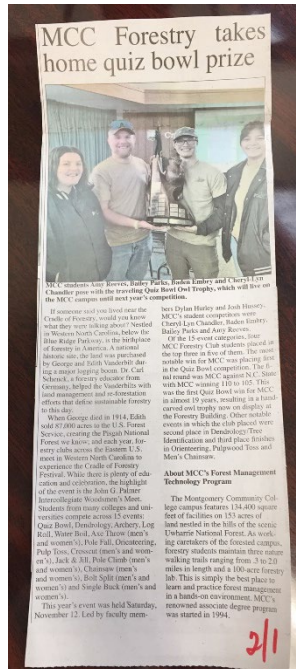 MCC Forestry takes
home quiz bowl prize
MCC students Amy Reeves, Bailey Parks, Baden Embry and Cheryl-Lyn
Chandler pose with the traveling Quiz Bowl Owl Trophy, which will live on
the MCC campus until next year's competition.
If someone said you lived near the
Cradle of Forestry, would you know
what they were talking about? Nestled
in Western North Carolina, below the
Blue Ridge Parkway, is the birthplace
of Forestry in America. A national
historic site, the land was purchased
by George and Edith Vanderbilt dur-
ing a major logging boom. Dr. Carl
Schenck, a forestry educator from
Germany, helped the Vanderbilts with
land management and re-forestation
efforts that define sustainable forestry
to this day.
When George died in 1914, Edith
sold 87,000 acres to the U.S. Forest
Service, creating the Pisgah National
Forest we know, and each year, for-
estry clubs across the Eastern U.S.
meet in Western North Carolina to
experience the Cradle of Forestry
Festival. While there is plenty of edu-
cation and celebration, the highlight
of the event is the John G. Palmer
Intercollegiate Woodsmen's Meet.
Students from many colleges and uni-
versities compete across 15 events:
Quiz Bowl, Dendrology, Archery, Log
Roll, Water Boil, Axe Throw (men's
and women's), Pole Fall, Orienteering,
Pulp Toss, Crosscut (men's and wom-
en's), Jack & Jill, Pole Climb (men's
and women's), Chainsaw (men's
and women's), Bolt Split (men's and
women's) and Single Buck (men's and
women's).
This year's event was held Saturday,
November 12. Led by faculty mem-
bers Dylan Hurley and Josh Hussey,
MCC's student competitors were
Cheryl-Lyn Chandler, Baden Embry,
Bailey Parks and Amy Reeves.
Of the 15-event categories, four
MCC Forestry Club students placed in
the top three in five of them. The most
notable win for MCC was placing first
in the Quiz Bowl competition. The fi-
nal round was MCC against N.C. State
with MCC winning 110 to 105. This
was the first Quiz Bowl win for MCC
in almost 19 years, resulting in a hand-
carved owl trophy now on display at
the Forestry Building. Other notable
events in which the club placed were
second place in Dendrology/Tree
Identification and third place finishes
in Orienteering, Pulpwood Toss and
Men's Chainsaw.
About MCC's Forest Management
Technology Program
The Montgomery Community Col-
lege campus features 134,400 square
feet of facilities on 153 acres of
land nestled in the hills of the scenic
Uwharrie National Forest. As work-
ing caretakers of the forested campus,
forestry students maintain three nature
walking trails ranging from .3 to 2.0
miles in length and a 100-acre forestry
lab. This is simply the best place to
learn and practice forest management
in a hands-on environment. MCC's
renowned associate degree program
was started in 1994.
2/1